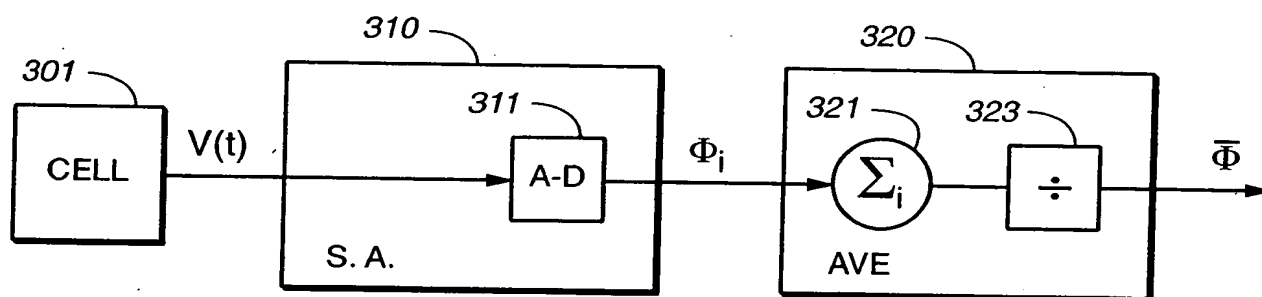 310
320
301
311
321
323
V(t)
Φi
Φ̅
CELL
A-D
Σi
÷
S. A.
AVE